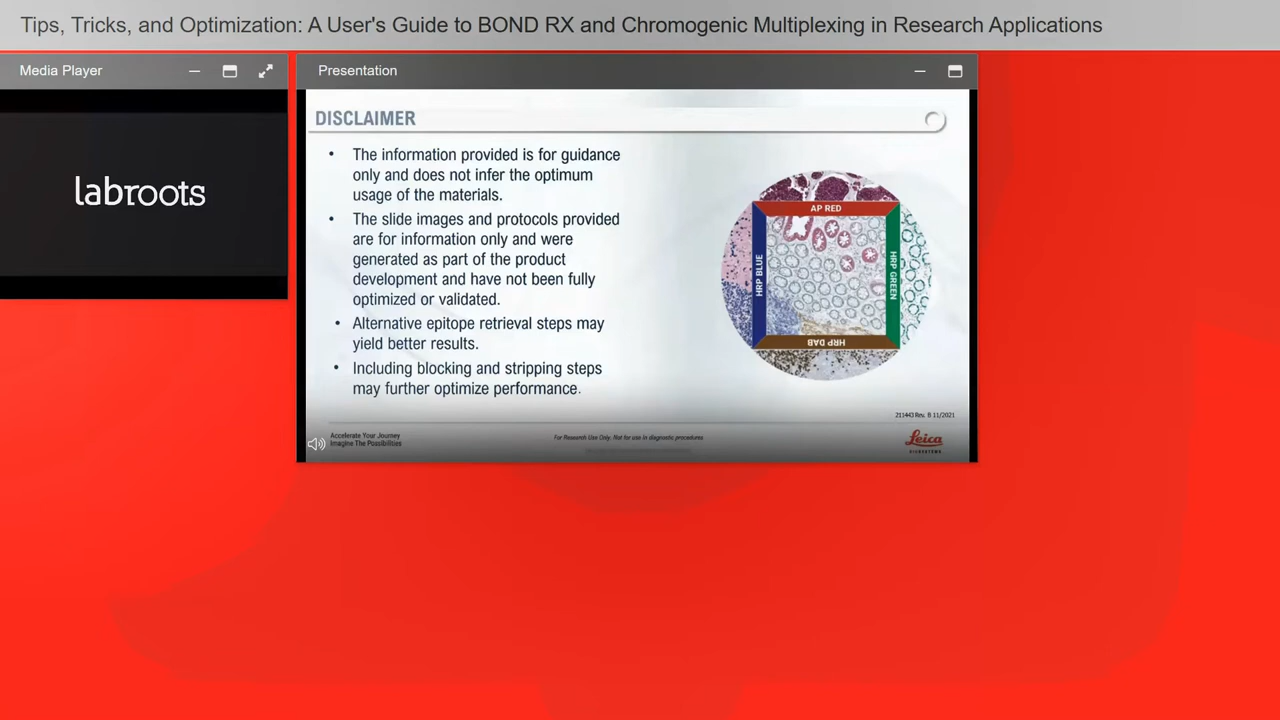 Tips, Tricks, and Optimization: A User's Guide to BOND RX and Chromogenic Multiplexing in Research Applications
Media Player
Presentation
labroots
DISCLAIMER
• The information provided is for guidance
only and does not infer the optimum
usage of the materials.
• The slide images and protocols provided
are for information only and were
generated as part of the product
development and have not been fully
optimized or validated.
• Alternative epitope retrieval steps may
yield better results.
• Including blocking and stripping steps
may further optimize performance.
AP RED
HRP BLUE
HRP GREEN
HRP DAB
211443 Rev. B 11/2021
Accelerate Your Journey
Imagine The Possibilities
For Research Use Only. Not for use in diagnostic procedures
Leica
BIOSYSTEMS